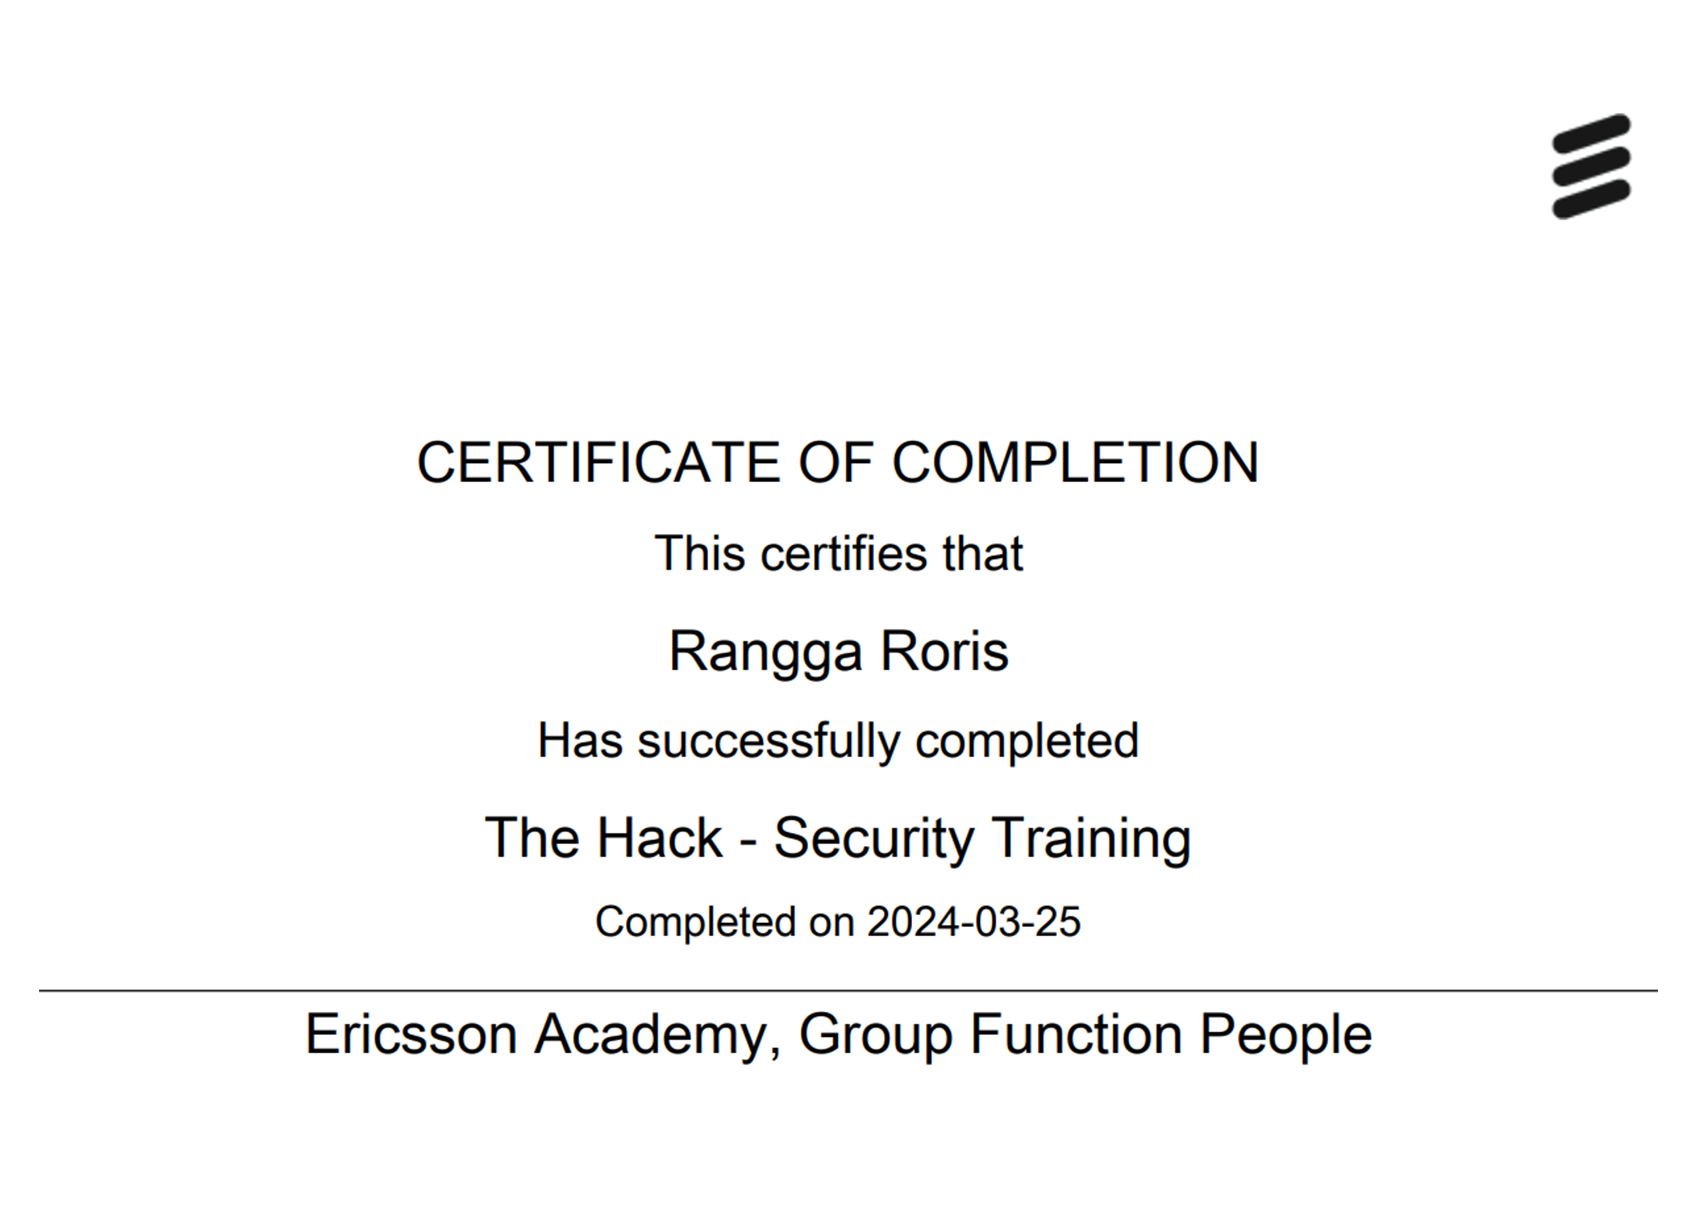 CERTIFICATE OF COMPLETION
This certifies that
Rangga Roris
Has successfully completed
The Hack - Security Training
Completed on 2024-03-25
Ericsson Academy, Group Function People